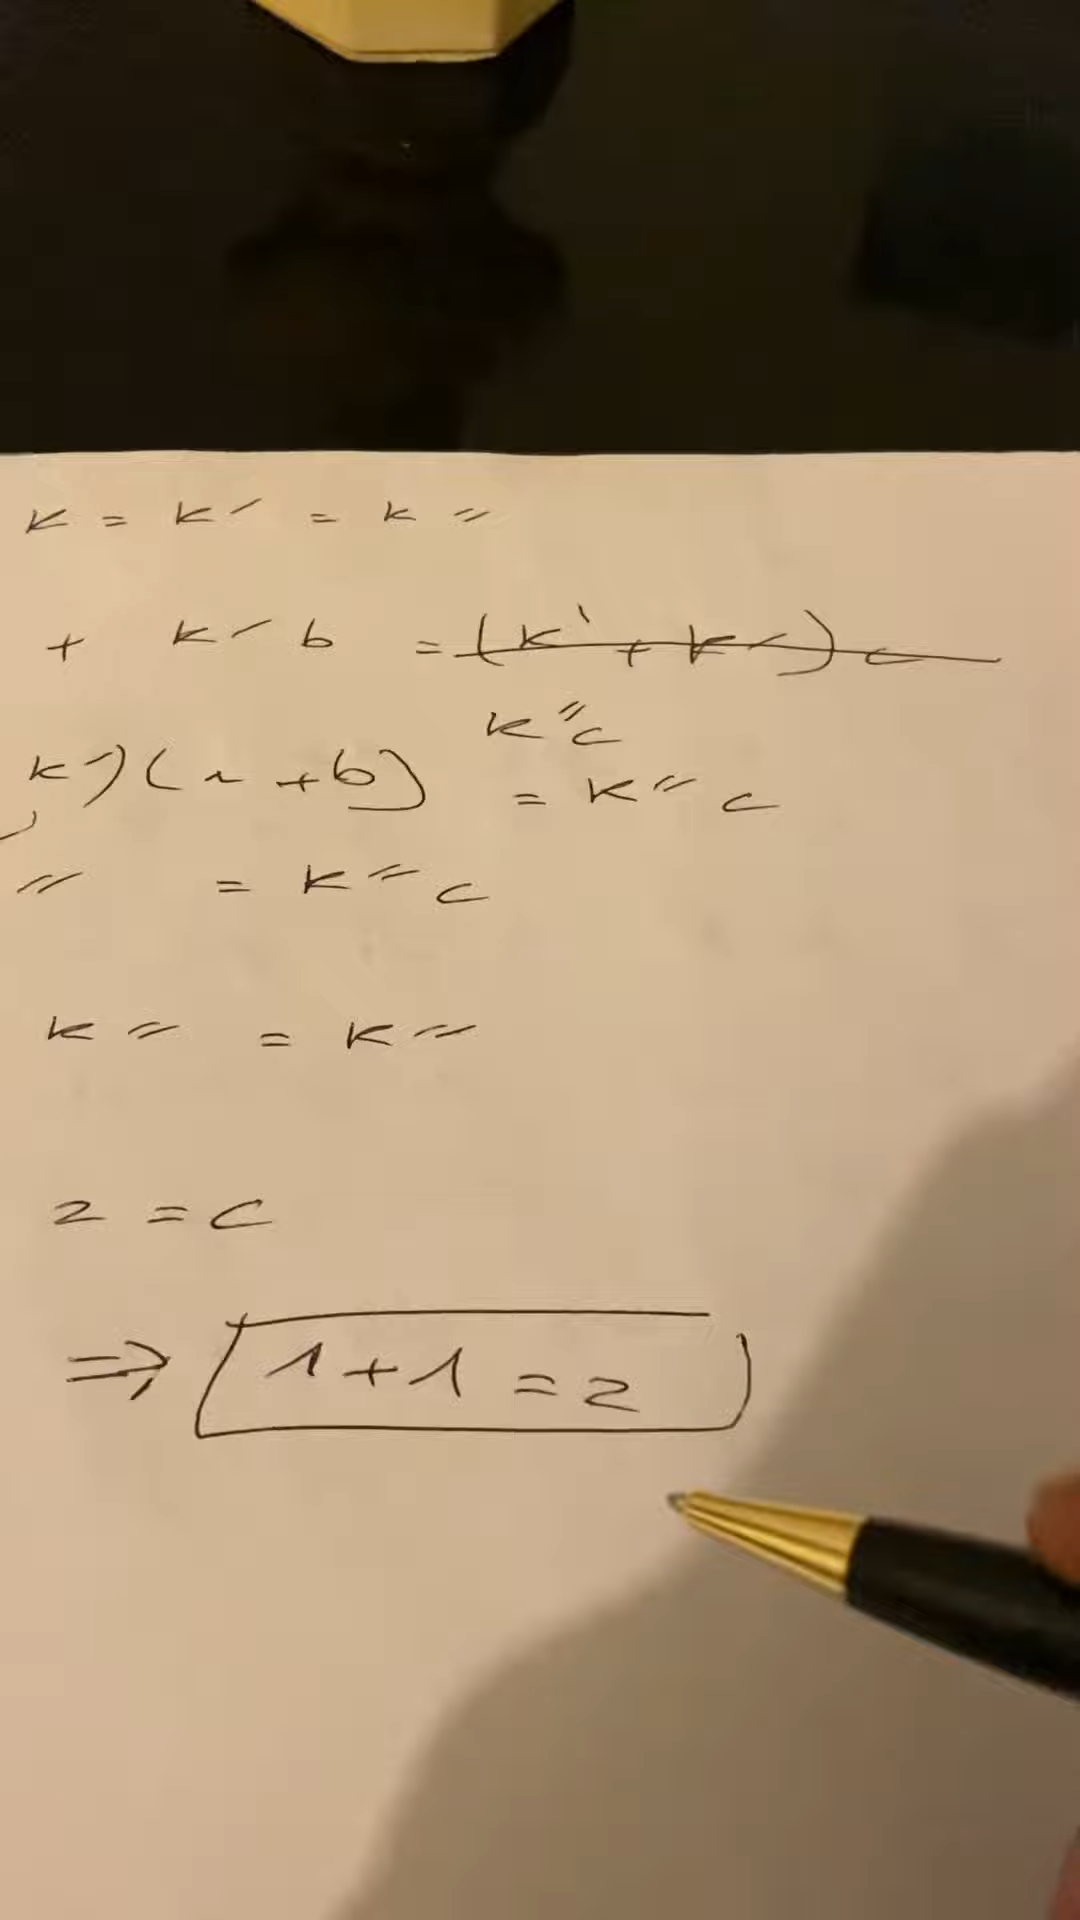 K = K′ = K″
+ K′ b = (K' + K′) c
K″c
K′)(1 + b) = K″ c
″ = K″ c
K″ = K″
2 = C
⇒ 1 + 1 = 2